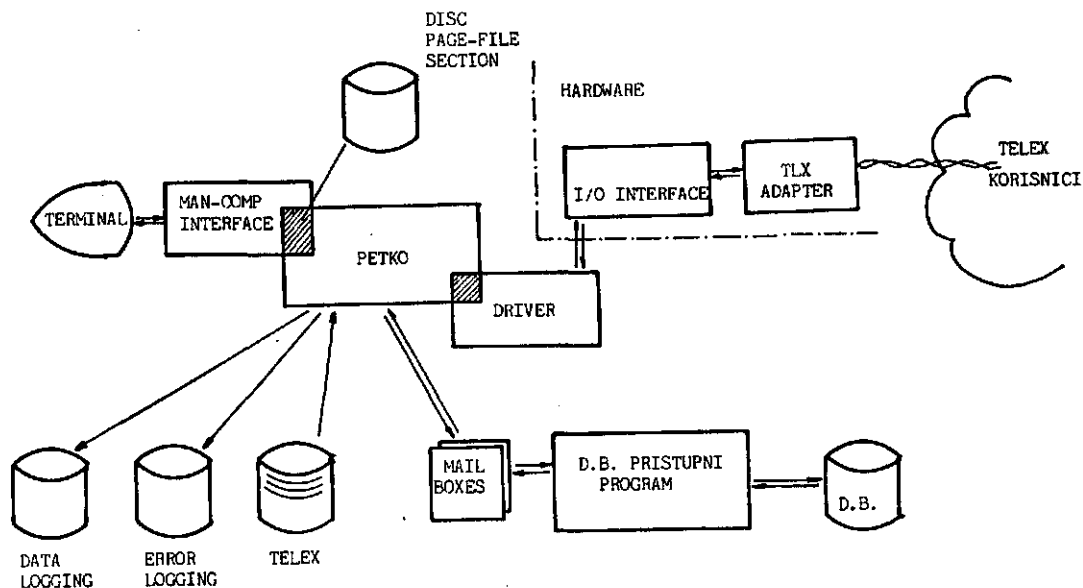 DISC
PAGE-FILE
SECTION
HARDWARE
TERMINAL
MAN-COMP
INTERFACE
I/O INTERFACE
TLX
ADAPTER
TELEX
KORISNICI
PETKO
DRIVER
MAIL
BOXES
D.B. PRISTUPNI
PROGRAM
D.B.
DATA
LOGGING
ERROR
LOGGING
TELEX